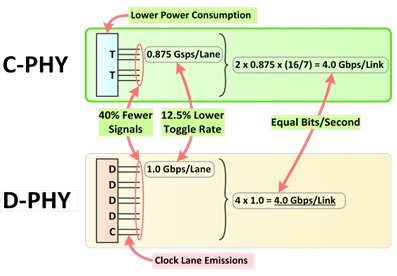 Lower Power Consumption
C-PHY
T
T
0.875 Gsps/Lane
2 x 0.875 x (16/7) = 4.0 Gbps/Link
40% Fewer
Signals
12.5% Lower
Toggle Rate
Equal Bits/Second
D-PHY
D
D
D
D
C
1.0 Gbps/Lane
4 x 1.0 = 4.0 Gbps/Link
Clock Lane Emissions